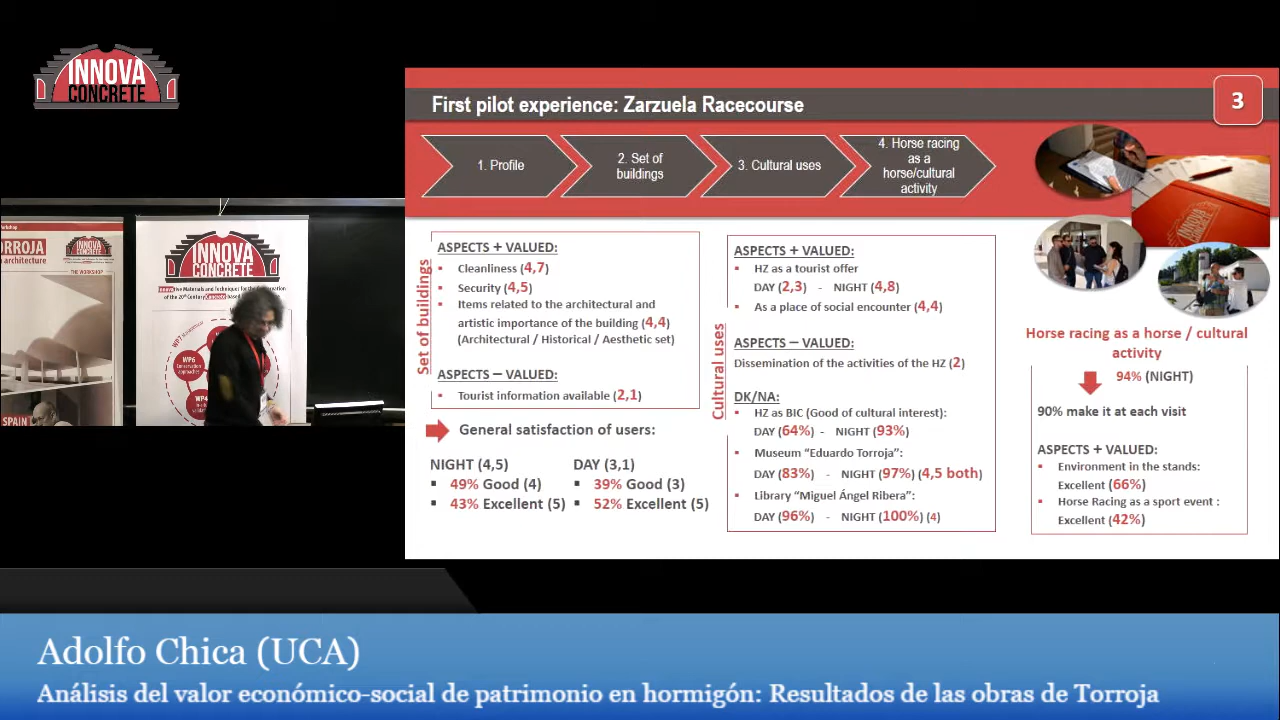 INNOVA
CONCRETE
First pilot experience: Zarzuela Racecourse
3
1. Profile
2. Set of
buildings
3. Cultural uses
4. Horse racing
as a
horse/cultural
activity
Set of buildings
ASPECTS + VALUED:
▪ Cleanliness (4,7)
▪ Security (4,5)
▪ Items related to the architectural and
artistic importance of the building (4,4)
(Architectural / Historical / Aesthetic set)
ASPECTS – VALUED:
▪ Tourist information available (2,1)
General satisfaction of users:
NIGHT (4,5)
▪ 49% Good (4)
▪ 43% Excellent (5)
DAY (3,1)
▪ 39% Good (3)
▪ 52% Excellent (5)
Cultural uses
ASPECTS + VALUED:
▪ HZ as a tourist offer
DAY (2,3) - NIGHT (4,8)
▪ As a place of social encounter (4,4)
ASPECTS – VALUED:
Dissemination of the activities of the HZ (2)
DK/NA:
▪ HZ as BIC (Good of cultural interest):
DAY (64%) - NIGHT (93%)
▪ Museum “Eduardo Torroja”:
DAY (83%) - NIGHT (97%) (4,5 both)
▪ Library “Miguel Ángel Ribera”:
DAY (96%) - NIGHT (100%) (4)
Horse racing as a horse / cultural
activity
94% (NIGHT)
90% make it at each visit
ASPECTS + VALUED:
▪ Environment in the stands:
Excellent (66%)
▪ Horse Racing as a sport event :
Excellent (42%)
ORROJA
architecture
THE WORKSHOP
SPAIN
INNOVA
CONCRETE
WP6
WP4
Adolfo Chica (UCA)
Análisis del valor económico-social de patrimonio en hormigón: Resultados de las obras de Torroja